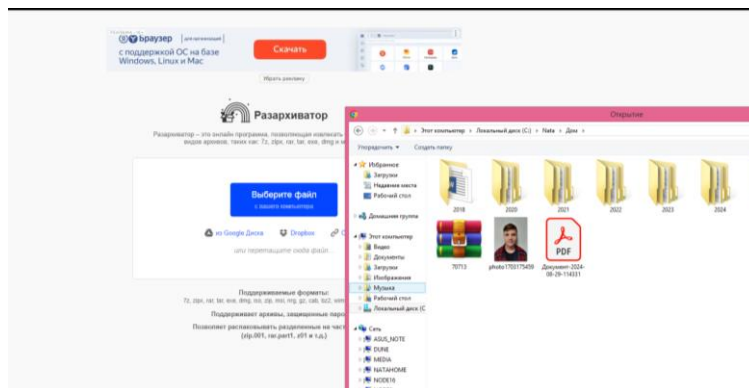 Браузер
для организаций
с поддержкой ОС на базе
Windows, Linux и Mac
Скачать
Убрать рекламу
Разархиватор
Разархиватор – это онлайн программа, позволяющая извлекать
видов архивов, таких как: 7z, zipx, rar, tar, exe, dmg и м
Выберите файл
с вашего компьютера
из Google Диска
Dropbox
или перетащите сюда файл
Поддерживаемые форматы:
7z, zipx, rar, tar, exe, dmg, iso, zip, msi, nrg, gz, cab, bz2, wim
Поддерживает архивы, защищенные паро
Позволяет распаковывать разделенные на част
(zip.001, rar.part1, z01 и т.д.)
Открытие
Этот компьютер
Локальный диск (C:)
Nata
Дом
Упорядочить
Создать папку
Избранное
Загрузки
Недавние места
Рабочий стол
Домашняя группа
Этот компьютер
Видео
Документы
Загрузки
Изображения
Музыка
Рабочий стол
Локальный диск (C
Сеть
ASUS_NOTE
DUNE
MEDIA
NATAHOME
NODE16
2018
2020
2021
2022
2023
2024
70713
photo1703175459
PDF
Документ-2024-
08-29-114331